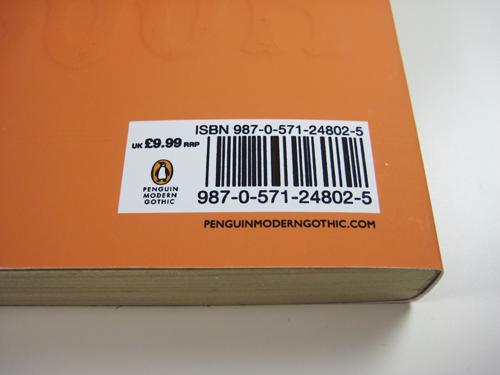 ISBN 987-0-571-24802-5
UK £9.99 RRP
PENGUIN
MODERN
GOTHIC
987-0-571-24802-5
PENGUINMODERNGOTHIC.COM